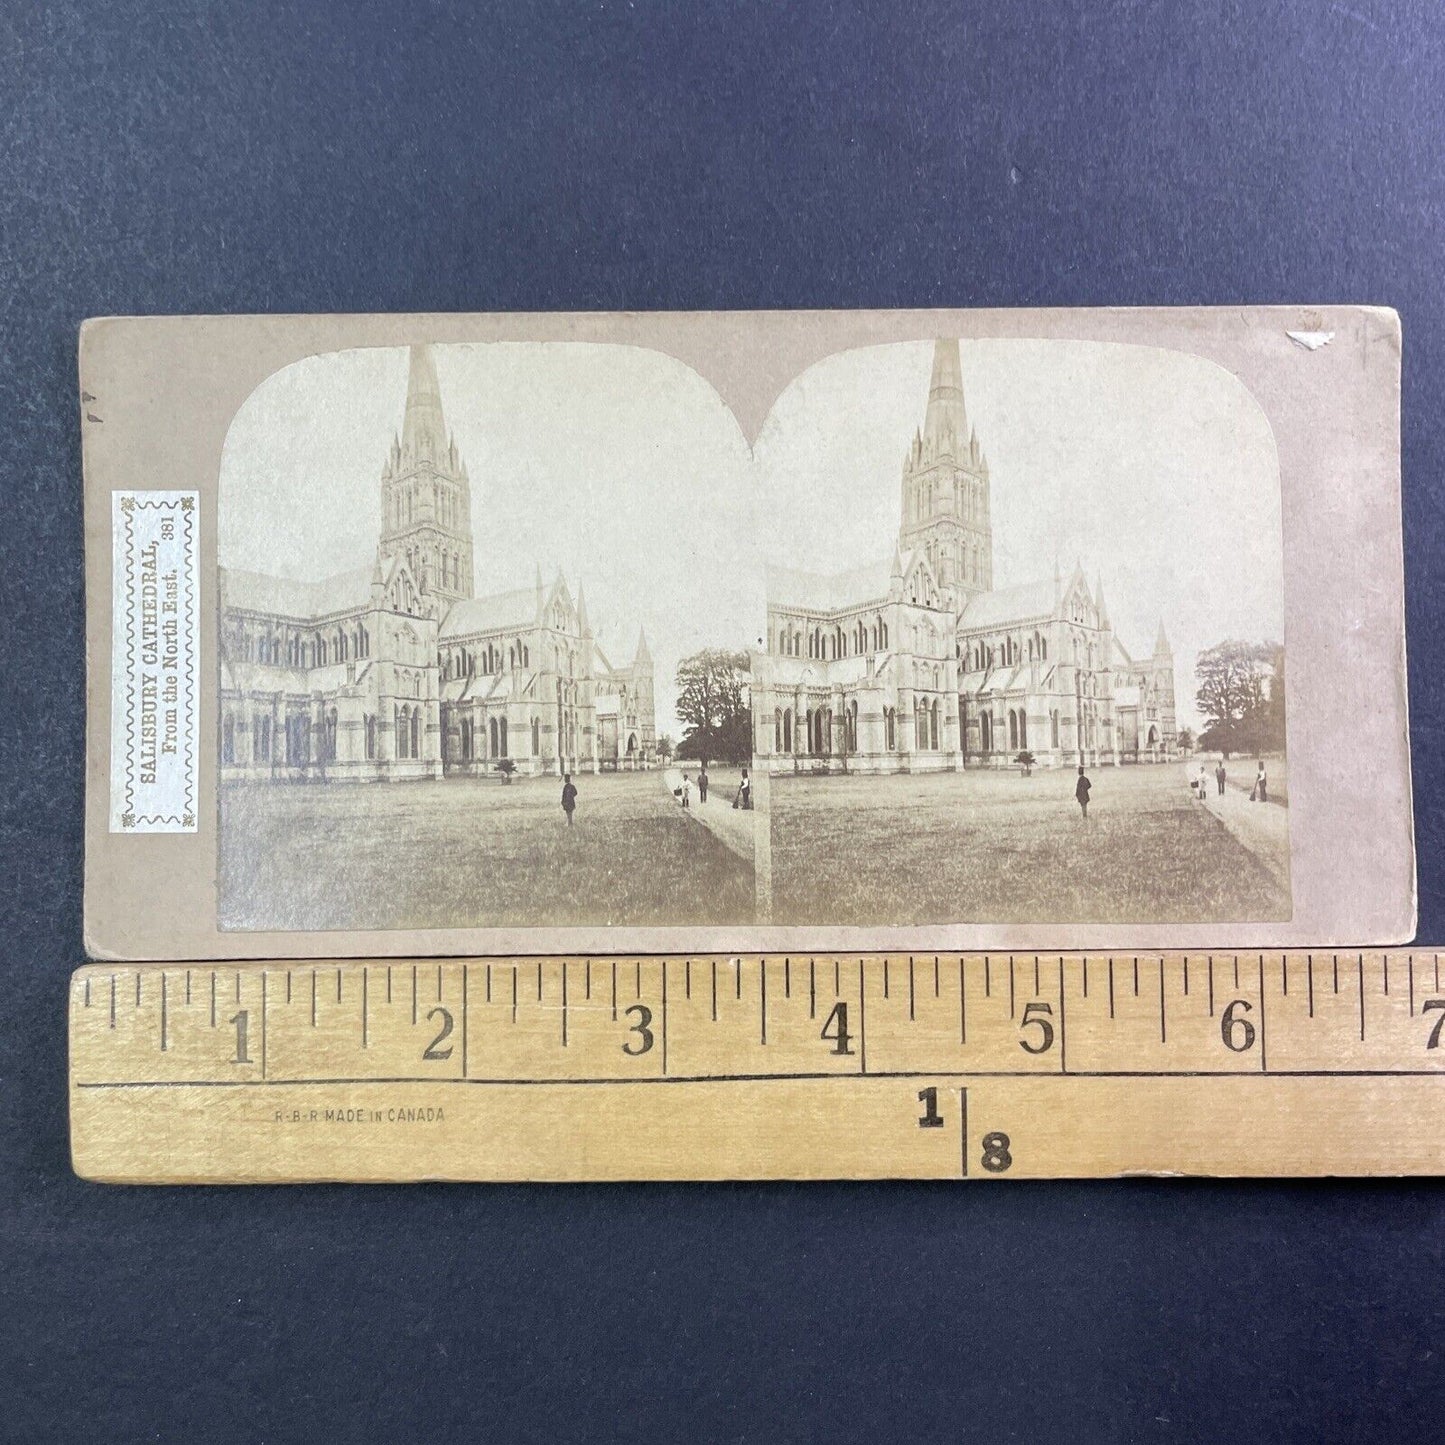 SALISBURY CATHEDRAL,
From the North East. 381
1 2 3 4 5 6 7
R-B-R MADE IN CANADA
1
8